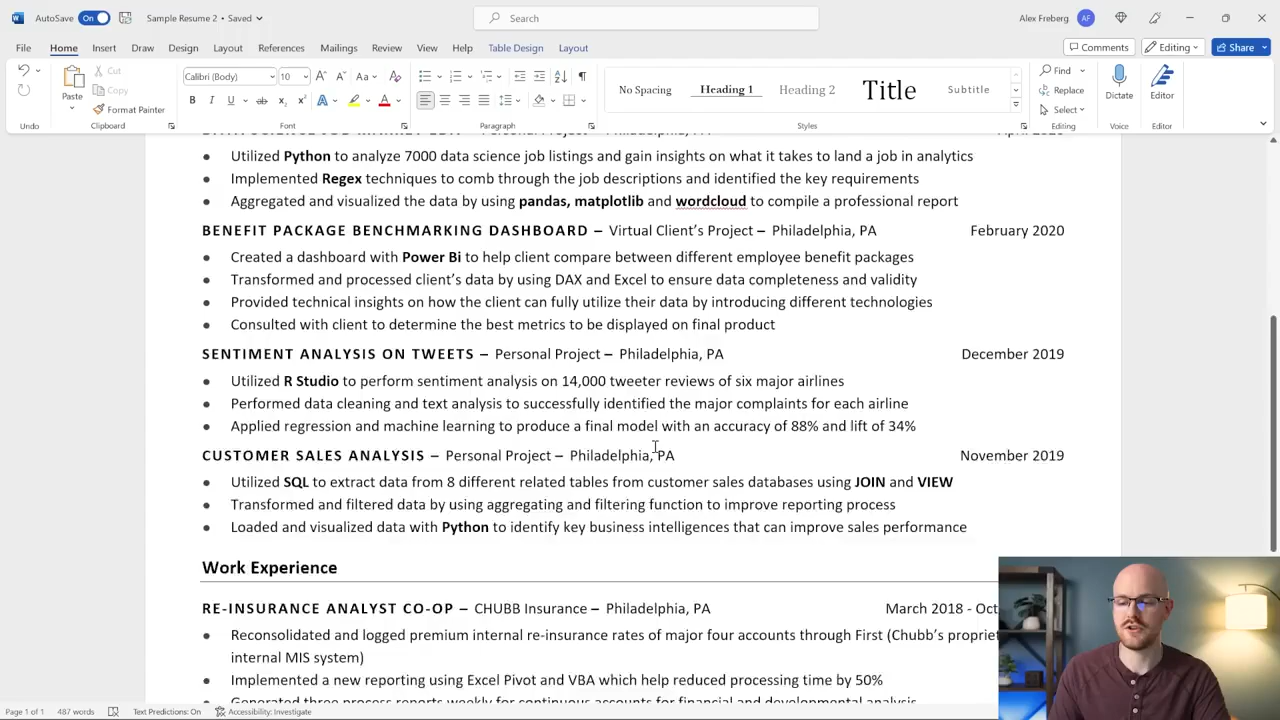 AutoSave On Sample Resume 2 • Saved Search Alex Freberg AF
File Home Insert Draw Design Layout References Mailings Review View Help Table Design Layout Comments Editing Share
Paste Cut Copy Format Painter
Calibri (Body) 10
No Spacing Heading 1 Heading 2 Title Subtitle
Find Replace Select Dictate Editor
Undo Clipboard Font Paragraph Styles Editing Voice Editor
● Utilized Python to analyze 7000 data science job listings and gain insights on what it takes to land a job in analytics
● Implemented Regex techniques to comb through the job descriptions and identified the key requirements
● Aggregated and visualized the data by using pandas, matplotlib and wordcloud to compile a professional report
BENEFIT PACKAGE BENCHMARKING DASHBOARD – Virtual Client's Project – Philadelphia, PA February 2020
● Created a dashboard with Power Bi to help client compare between different employee benefit packages
● Transformed and processed client's data by using DAX and Excel to ensure data completeness and validity
● Provided technical insights on how the client can fully utilize their data by introducing different technologies
● Consulted with client to determine the best metrics to be displayed on final product
SENTIMENT ANALYSIS ON TWEETS – Personal Project – Philadelphia, PA December 2019
● Utilized R Studio to perform sentiment analysis on 14,000 tweeter reviews of six major airlines
● Performed data cleaning and text analysis to successfully identified the major complaints for each airline
● Applied regression and machine learning to produce a final model with an accuracy of 88% and lift of 34%
CUSTOMER SALES ANALYSIS – Personal Project – Philadelphia, PA November 2019
● Utilized SQL to extract data from 8 different related tables from customer sales databases using JOIN and VIEW
● Transformed and filtered data by using aggregating and filtering function to improve reporting process
● Loaded and visualized data with Python to identify key business intelligences that can improve sales performance
Work Experience
RE-INSURANCE ANALYST CO-OP – CHUBB Insurance – Philadelphia, PA March 2018 - Oct
● Reconsolidated and logged premium internal re-insurance rates of major four accounts through First (Chubb's propriet
internal MIS system)
● Implemented a new reporting using Excel Pivot and VBA which help reduced processing time by 50%
Page 1 of 1 487 words Text Predictions: On Accessibility: Investigate